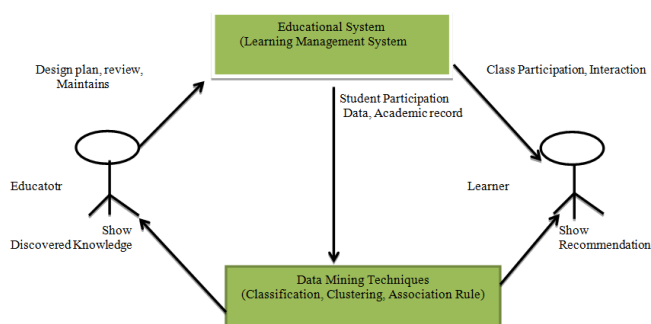 Educational System
(Learning Management System
Design plan, review,
Maintains
Class Participation, Interaction
Student Participation
Data, Academic record
Educatotr
Learner
Show
Discovered Knowledge
Show
Recommendation
Data Mining Techniques
(Classification, Clustering, Association Rule)